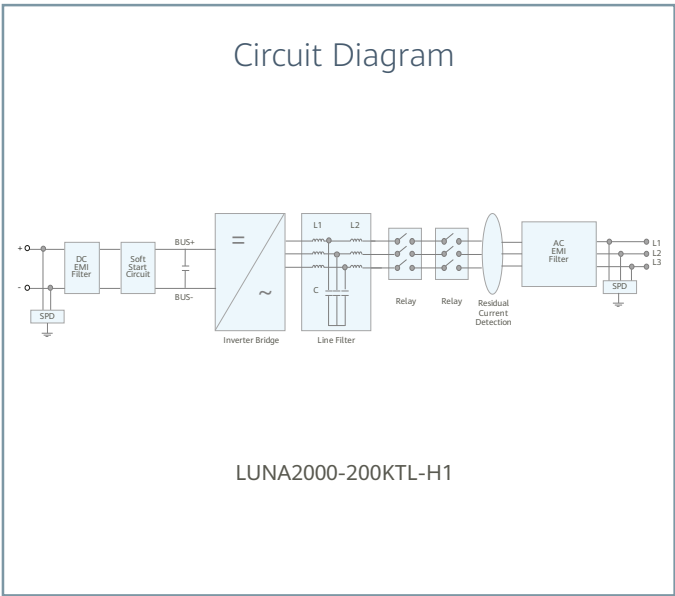 Circuit Diagram
+
-
SPD
DC
EMI
Filter
Soft
Start
Circuit
BUS+
BUS-
=
~
Inverter Bridge
L1
L2
C
Line Filter
Relay
Relay
Residual
Current
Detection
AC
EMI
Filter
L1
L2
L3
SPD
LUNA2000-200KTL-H1